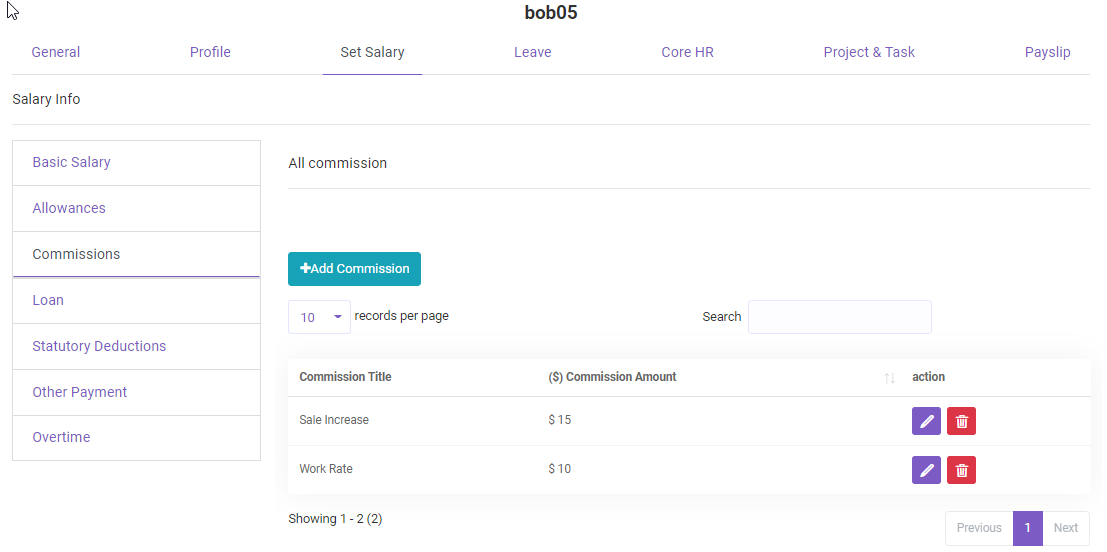 bob05
General Profile Set Salary Leave Core HR Project & Task Payslip
Salary Info
Basic Salary
Allowances
Commissions
Loan
Statutory Deductions
Other Payment
Overtime
All commission
Add Commission
10 records per page Search
Commission Title ($) Commission Amount action
Sale Increase $ 15
Work Rate $ 10
Showing 1 - 2 (2)
Previous 1 Next